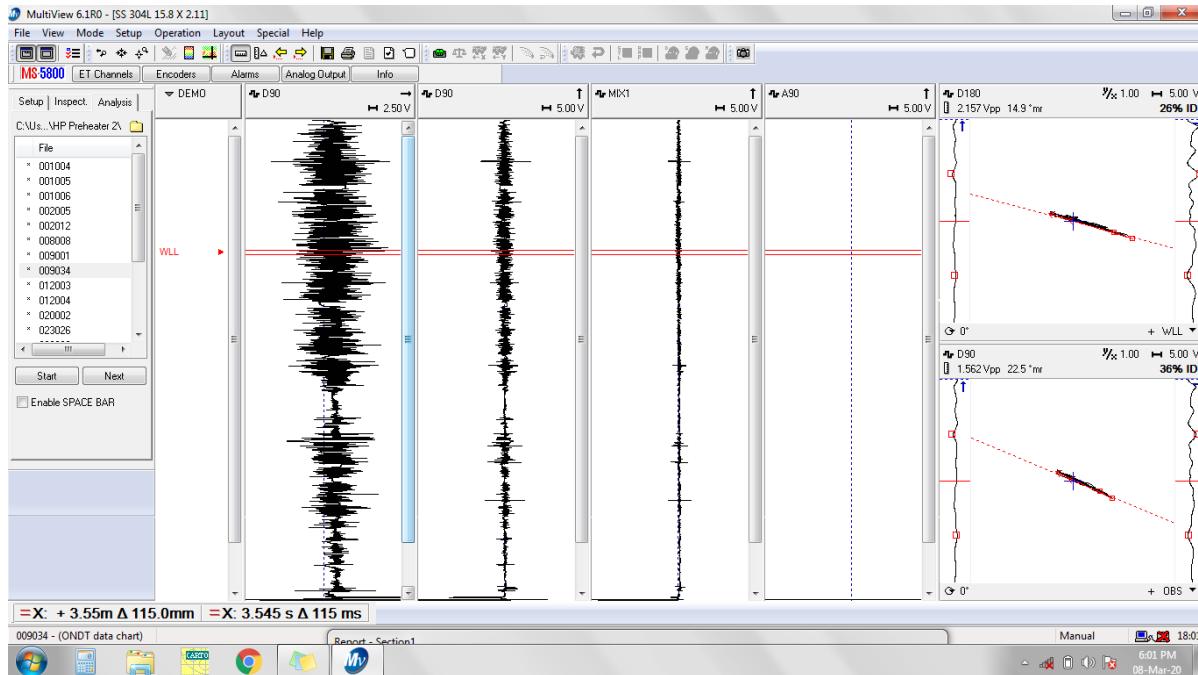 MultiView 6.1R0 - [SS 304L 15.8 X 2.11]
File View Mode Setup Operation Layout Special Help
MS-5800 ET Channels Encoders Alarms Analog Output Info
Setup Inspect. Analysis
C:\Us...\HP Preheater 2\
File
001004
001005
001006
002005
002012
008008
009001
009034
012003
012004
020002
023026
Start Next
Enable SPACE BAR
DEMO
WLL
D90
2.50 V
D90
5.00 V
MIX1
5.00 V
A90
5.00 V
D180 y/x 1.00 5.00 V
2.157 Vpp 14.9 °mr 26% ID
0° + WLL
D90 y/x 1.00 5.00 V
1.562 Vpp 22.5 °mr 36% ID
0° + OBS
X: + 3.55m Δ 115.0mm X: 3.545 s Δ 115 ms
009034 - (ONDT data chart)
Report - Section1
Manual
CARTO
Mv
6:01 PM
08-Mar-20